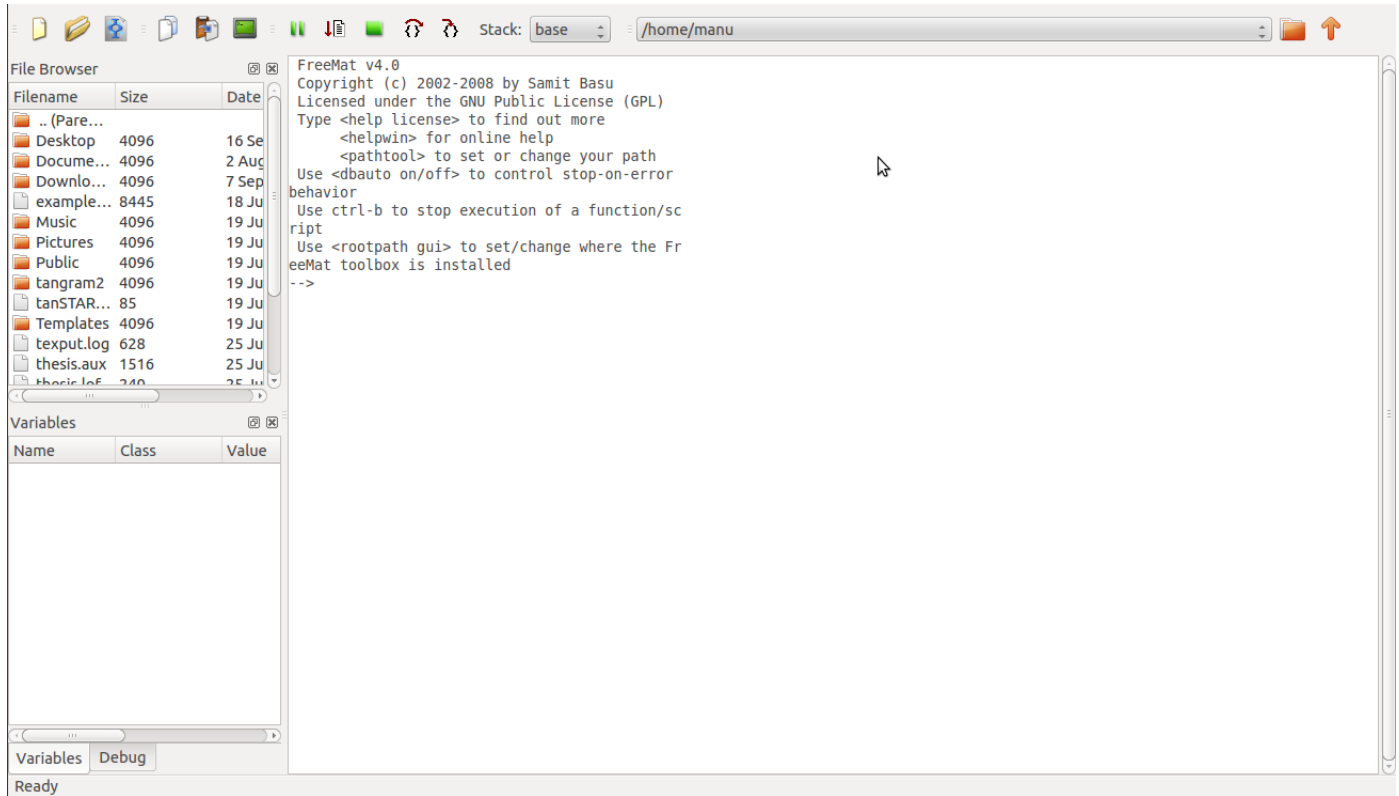 Stack: base /home/manu
File Browser
Filename Size Date
.. (Pare...
Desktop 4096 16 Se
Docume... 4096 2 Aug
Downlo... 4096 7 Sep
example... 8445 18 Ju
Music 4096 19 Ju
Pictures 4096 19 Ju
Public 4096 19 Ju
tangram2 4096 19 Ju
tanSTAR... 85 19 Ju
Templates 4096 19 Ju
texput.log 628 25 Ju
thesis.aux 1516 25 Ju
thesis.lof 240 25 Ju
Variables
Name Class Value
Variables Debug
Ready
FreeMat v4.0
Copyright (c) 2002-2008 by Samit Basu
Licensed under the GNU Public License (GPL)
Type <help license> to find out more
<helpwin> for online help
<pathtool> to set or change your path
Use <dbauto on/off> to control stop-on-error
behavior
Use ctrl-b to stop execution of a function/sc
ript
Use <rootpath gui> to set/change where the Fr
eeMat toolbox is installed
-->